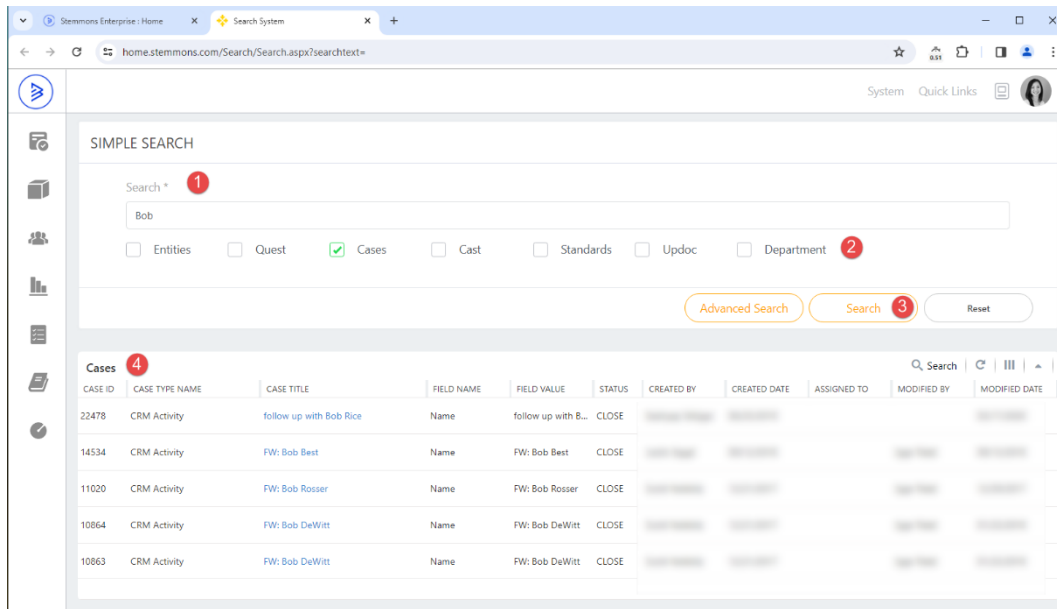 Stemmons Enterprise : Home
Search System
home.stemmons.com/Search/Search.aspx?searchtext=
0.51
System Quick Links
SIMPLE SEARCH
Search * 1
Bob
Entities Quest Cases Cast Standards Updoc Department 2
Advanced Search Search 3 Reset
Cases 4 Search
CASE ID CASE TYPE NAME CASE TITLE FIELD NAME FIELD VALUE STATUS CREATED BY CREATED DATE ASSIGNED TO MODIFIED BY MODIFIED DATE
22478 CRM Activity follow up with Bob Rice Name follow up with B... CLOSE
14534 CRM Activity FW: Bob Best Name FW: Bob Best CLOSE
11020 CRM Activity FW: Bob Rosser Name FW: Bob Rosser CLOSE
10864 CRM Activity FW: Bob DeWitt Name FW: Bob DeWitt CLOSE
10863 CRM Activity FW: Bob DeWitt Name FW: Bob DeWitt CLOSE